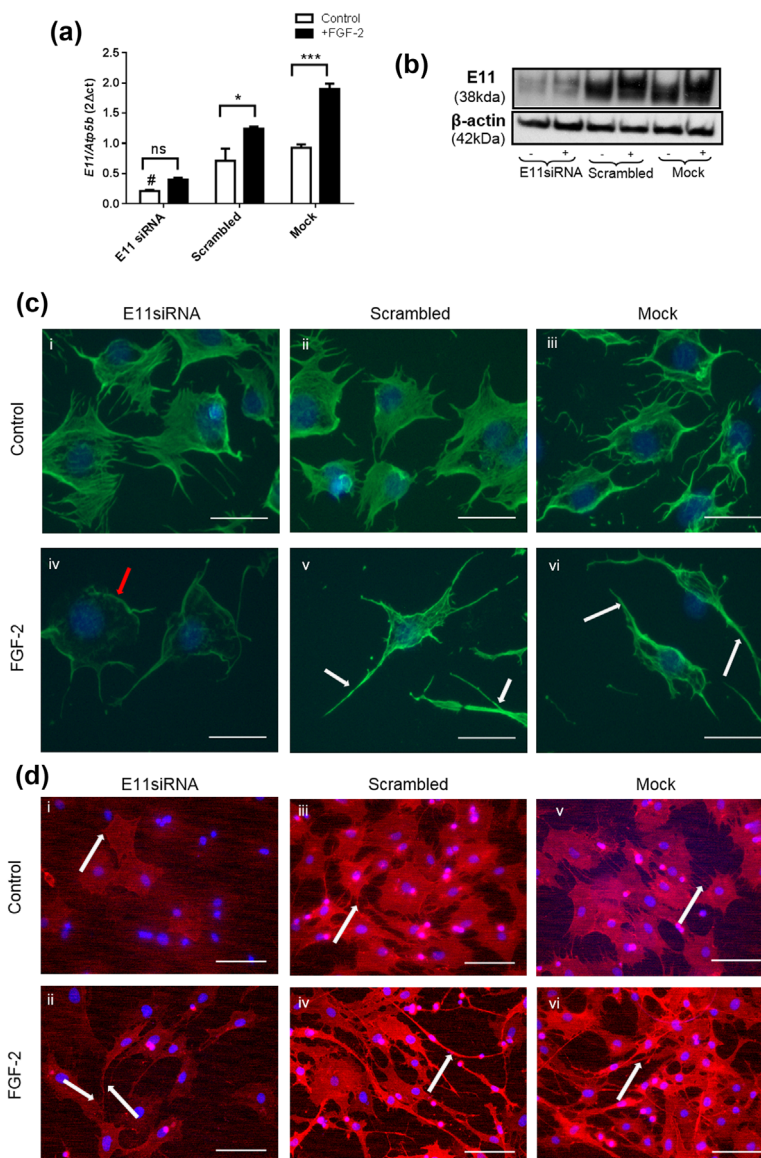 (a)
Control
+FGF-2
E11/Atp5b (2Δct)
2.5
2.0
1.5
1.0
0.5
0.0
ns
#
*
***
E11 siRNA
Scrambled
Mock
(b)
E11
(38kda)
β-actin
(42kDa)
- + - + - +
E11siRNA Scrambled Mock
(c)
E11siRNA Scrambled Mock
Control
i ii iii
FGF-2
iv v vi
(d)
E11siRNA Scrambled Mock
Control
i iii v
FGF-2
ii iv vi